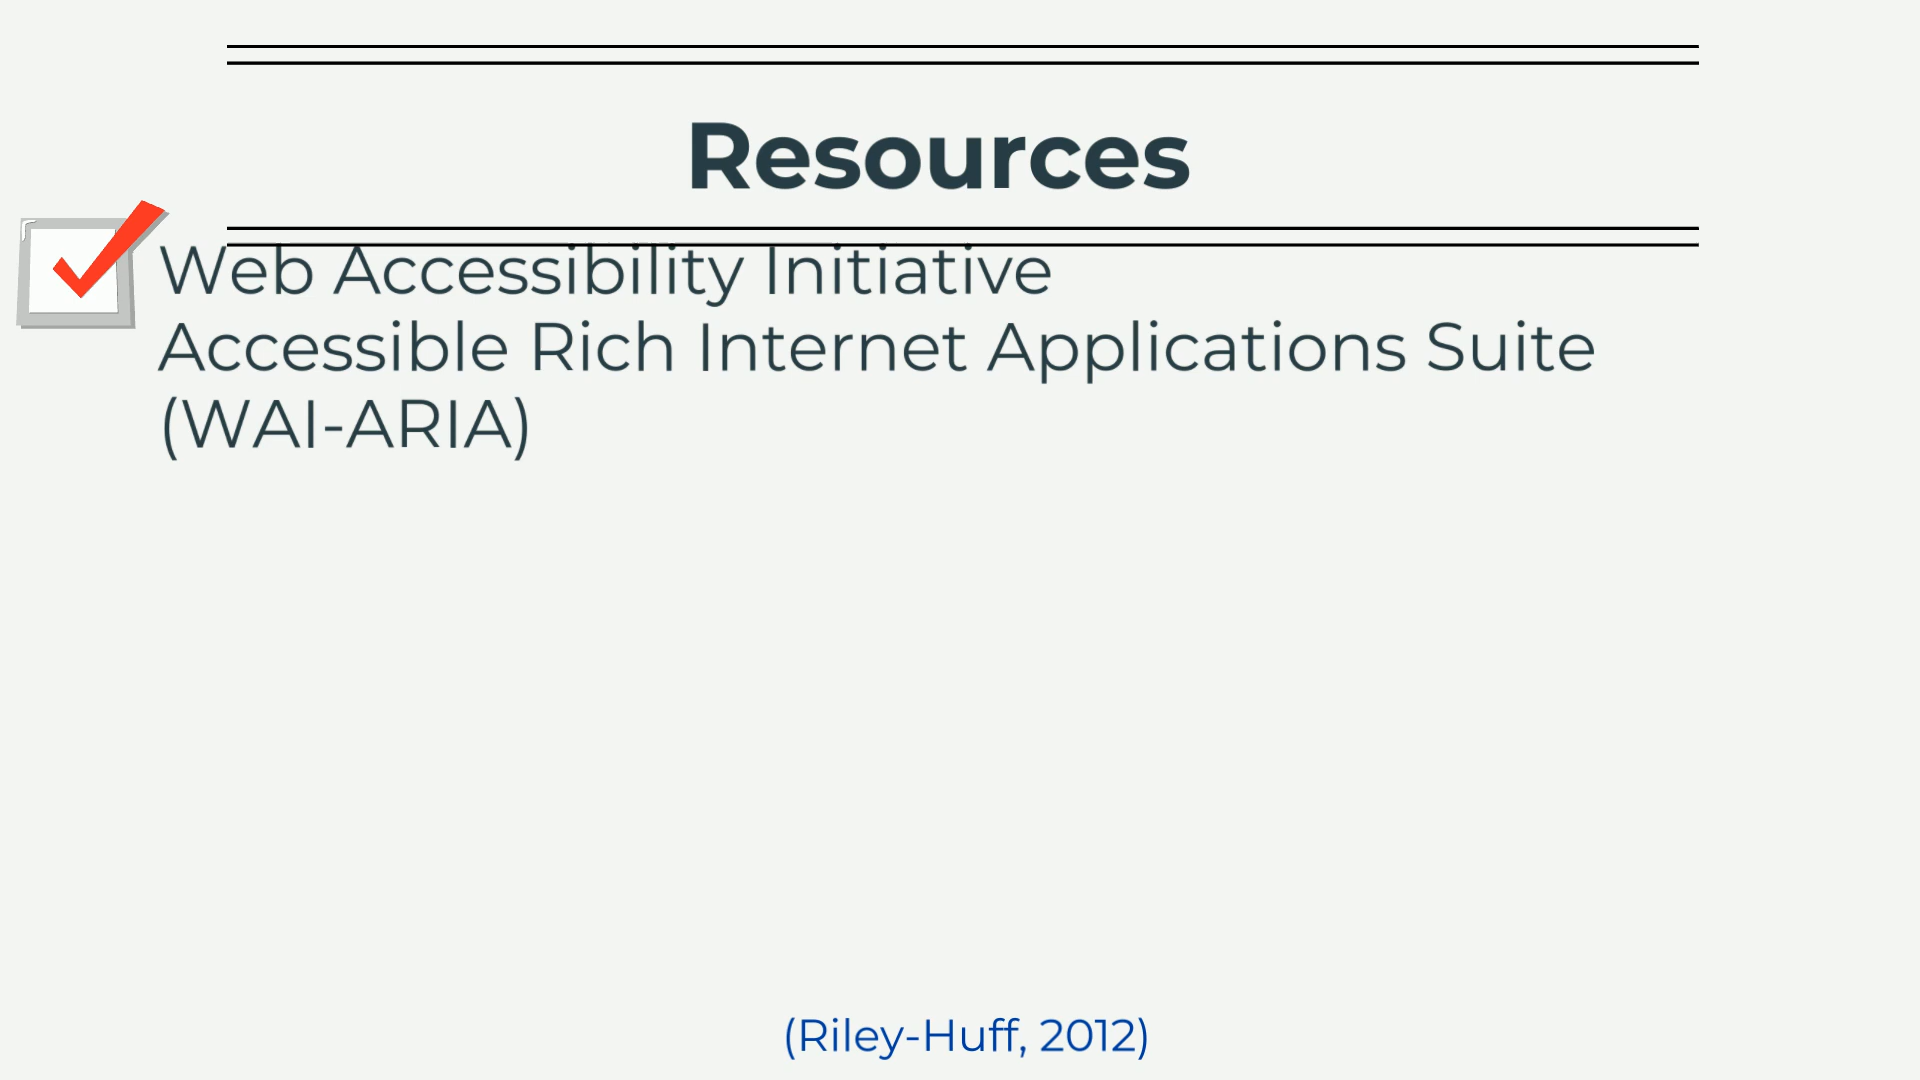 Resources
Web Accessibility Initiative
Accessible Rich Internet Applications Suite
(WAI-ARIA)
(Riley-Huff, 2012)